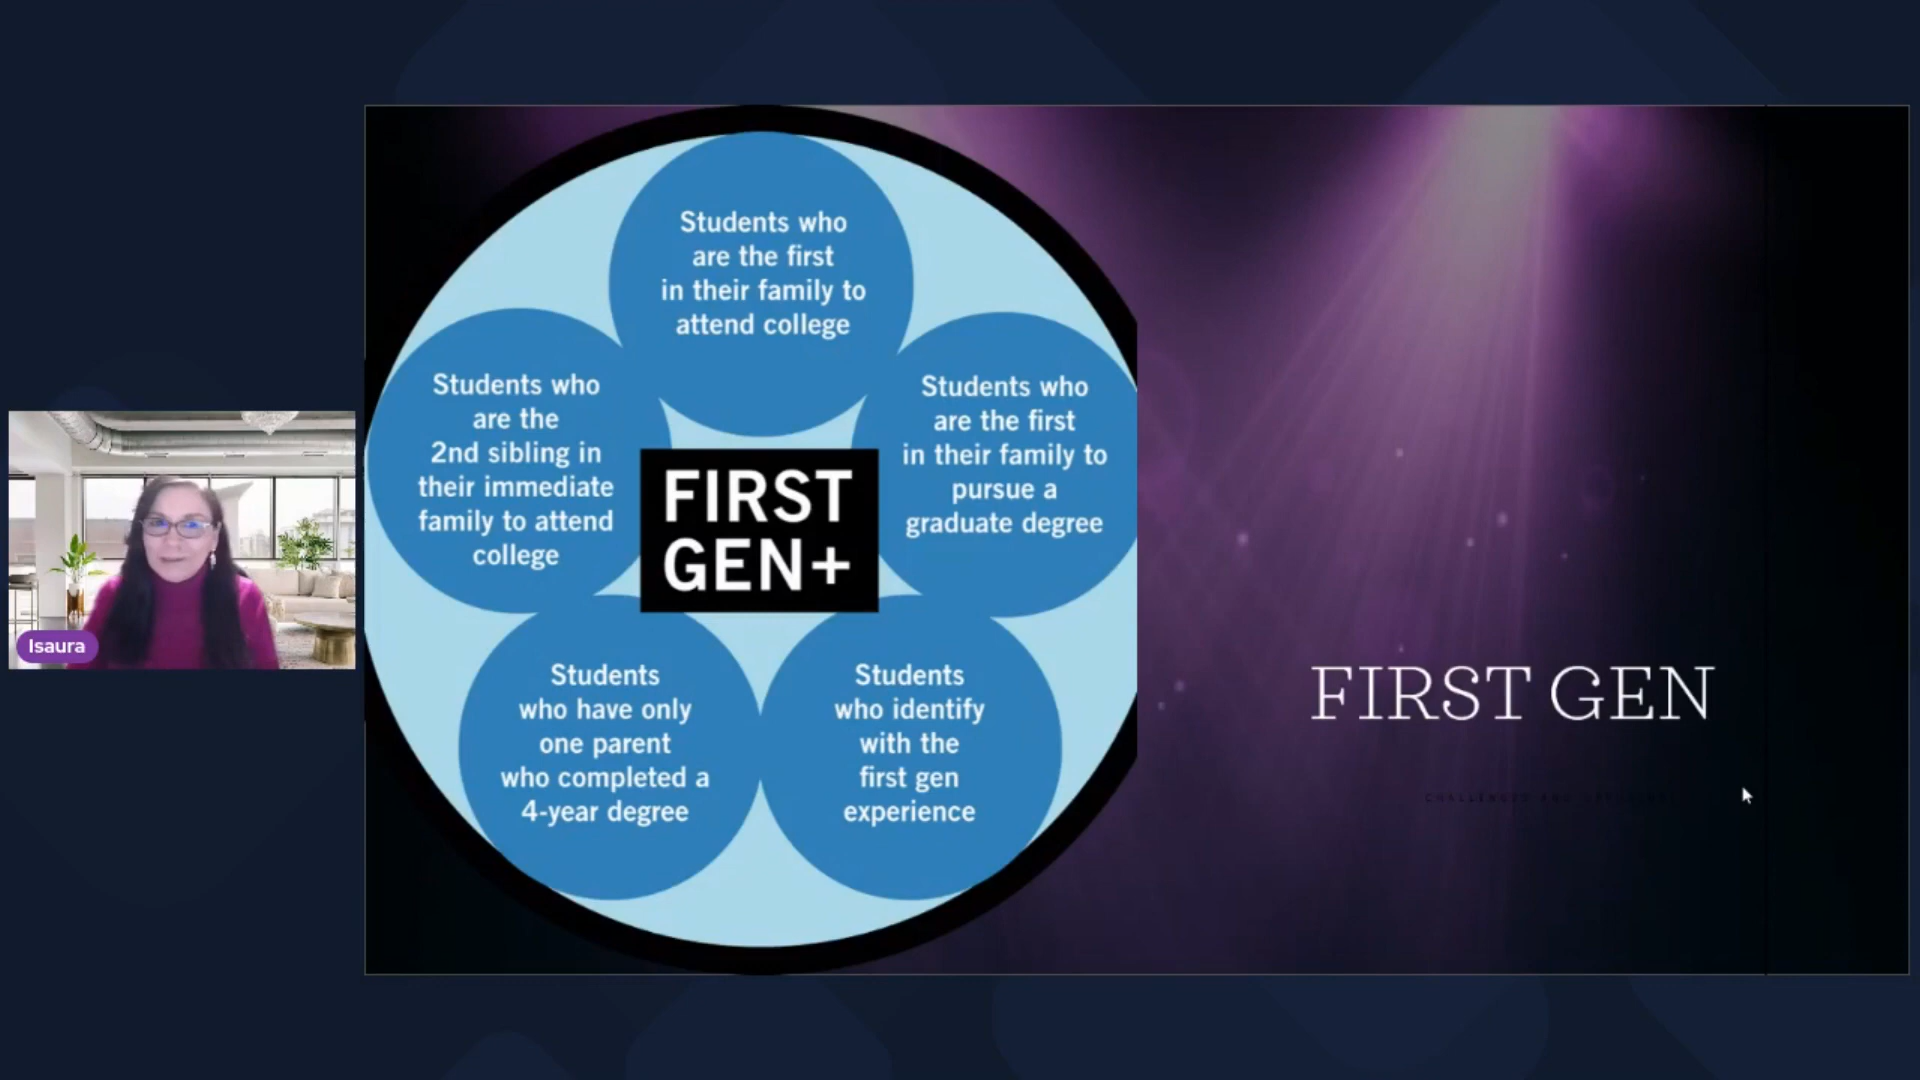 Students who
are the first
in their family to
attend college
Students who
are the
2nd sibling in
their immediate
family to attend
college
Students who
are the first
in their family to
pursue a
graduate degree
FIRST
GEN+
Students
who have only
one parent
who completed a
4-year degree
Students
who identify
with the
first gen
experience
FIRST GEN
CHALLENGES AND
Isaura